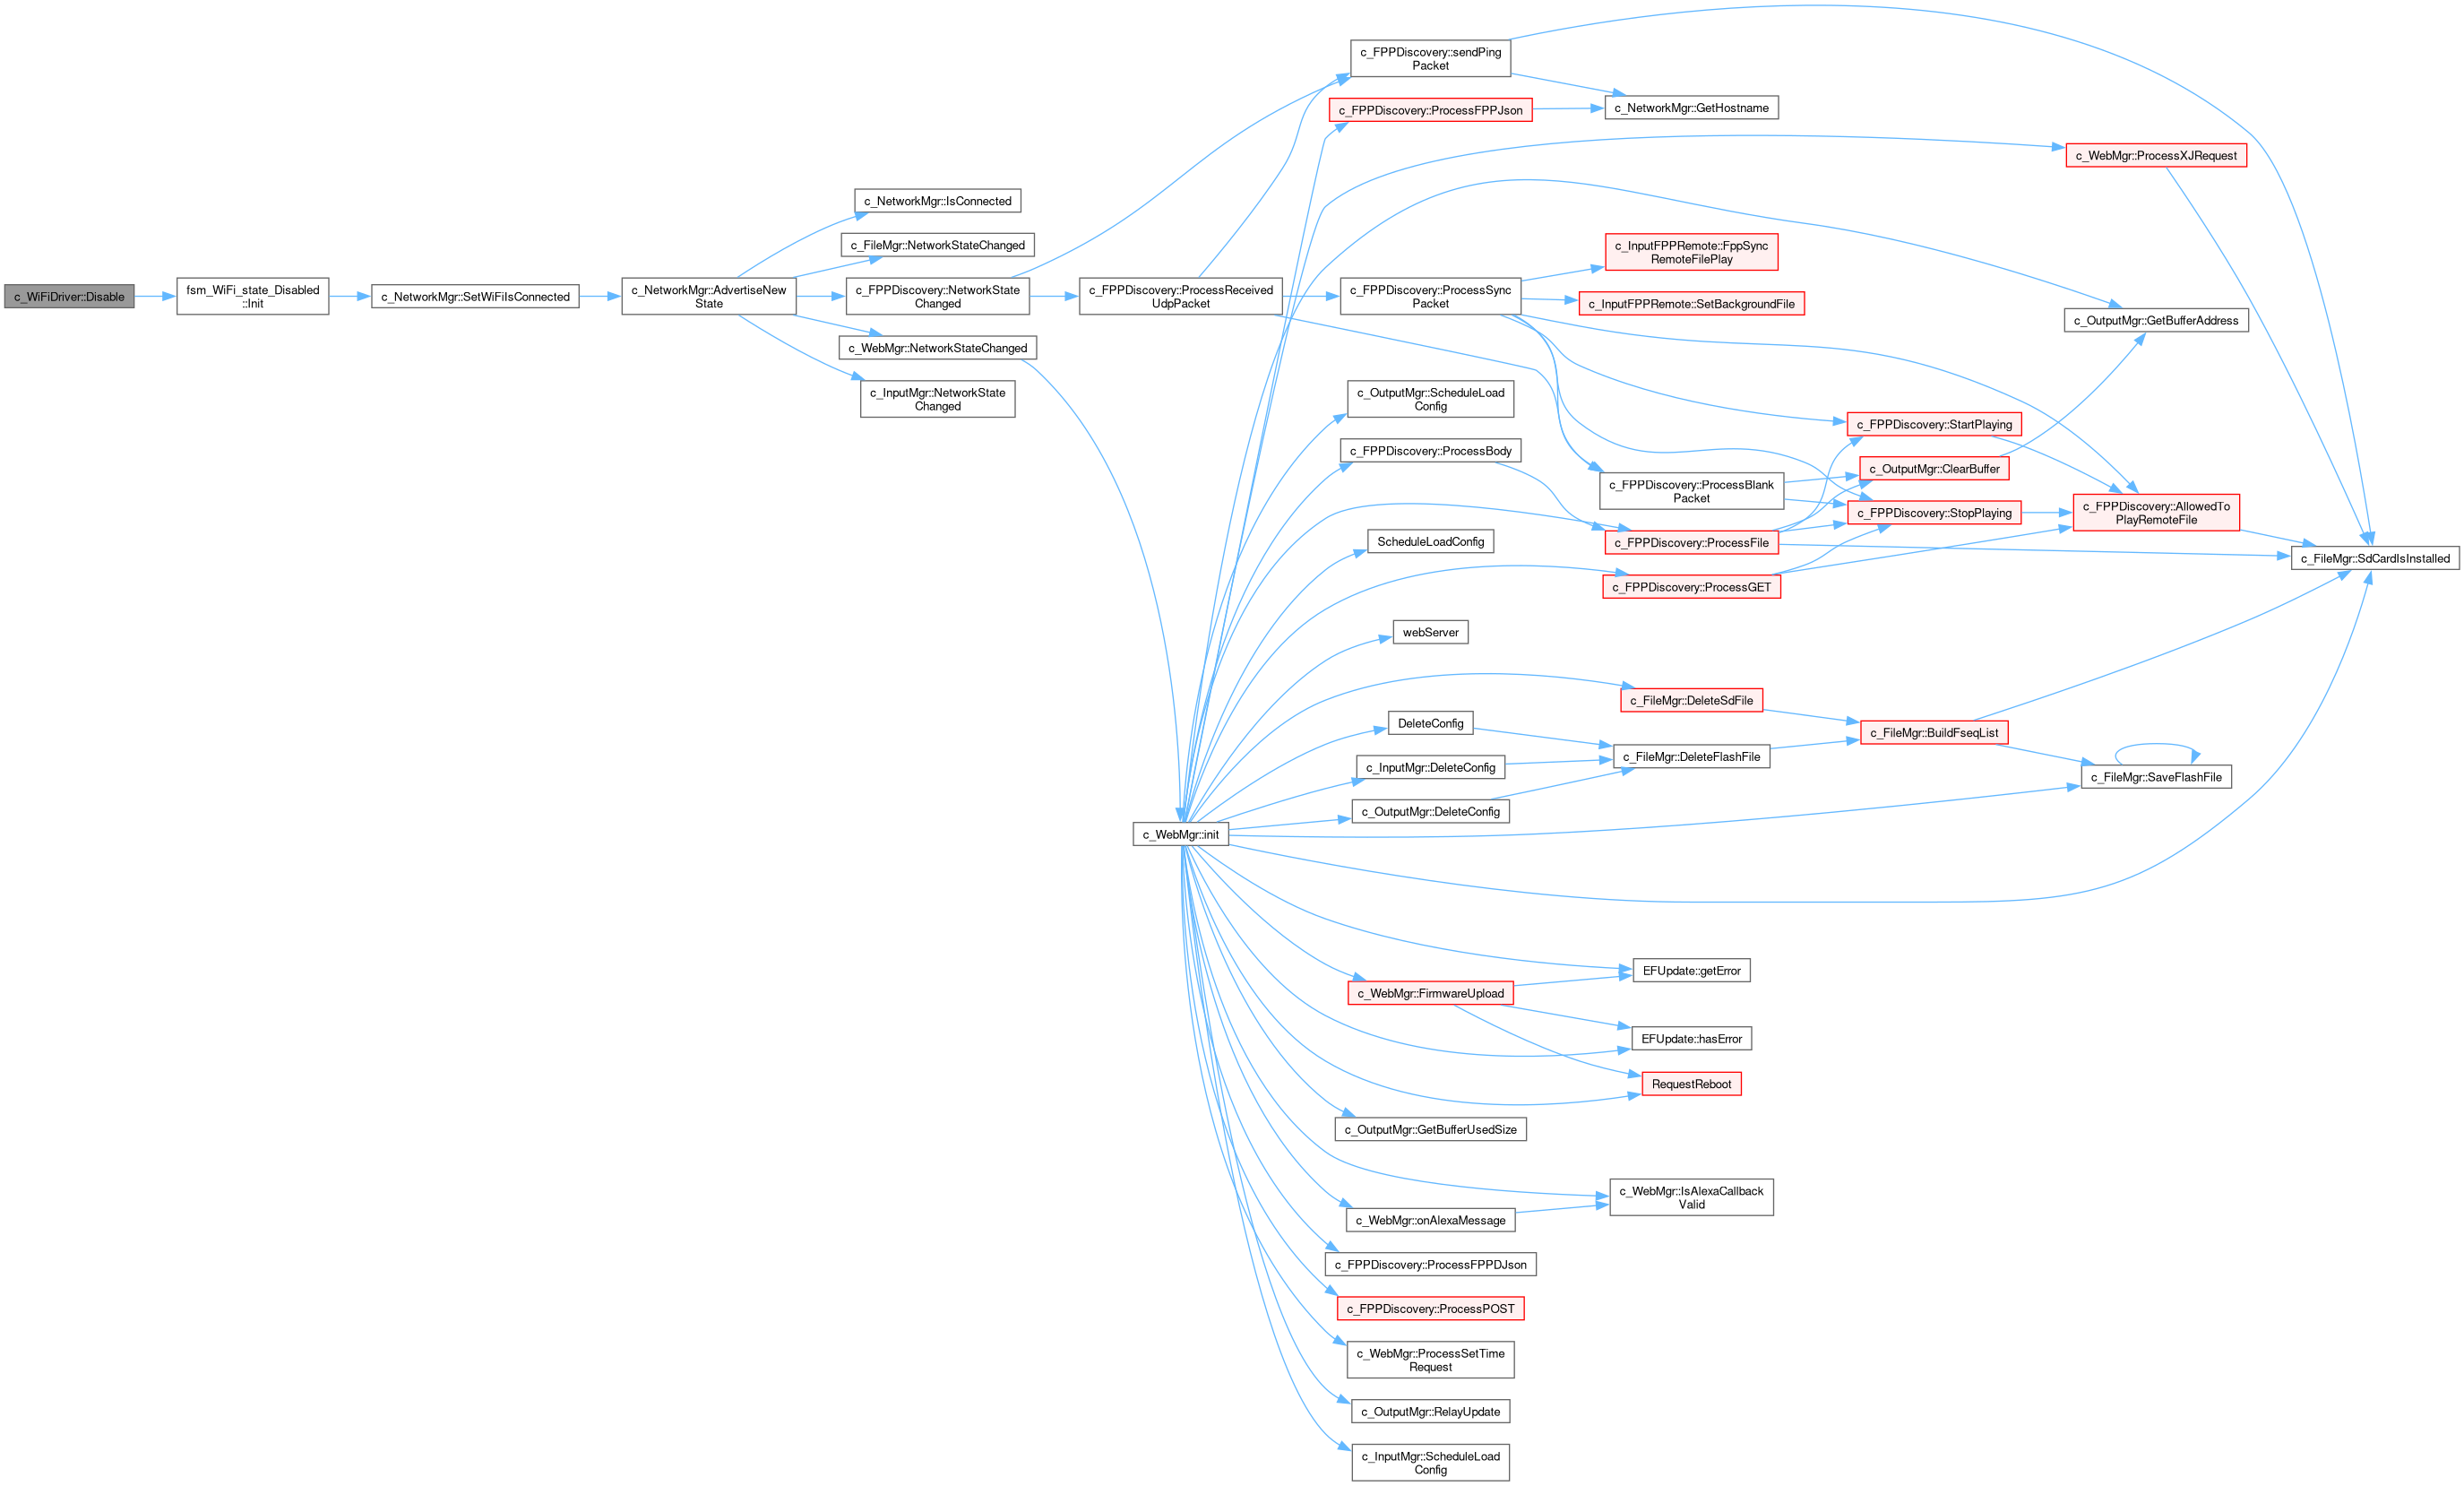 c_WiFiDriver::Disable
fsm_WiFi_state_Disabled
::Init
c_NetworkMgr::SetWiFiIsConnected
c_NetworkMgr::AdvertiseNew
State
c_NetworkMgr::IsConnected
c_FileMgr::NetworkStateChanged
c_FPPDiscovery::NetworkState
Changed
c_WebMgr::NetworkStateChanged
c_InputMgr::NetworkState
Changed
c_FPPDiscovery::ProcessReceived
UdpPacket
c_WebMgr::init
c_FPPDiscovery::sendPing
Packet
c_FPPDiscovery::ProcessFPPJson
c_FPPDiscovery::ProcessSync
Packet
c_OutputMgr::ScheduleLoad
Config
c_FPPDiscovery::ProcessBody
ScheduleLoadConfig
webServer
DeleteConfig
c_InputMgr::DeleteConfig
c_OutputMgr::DeleteConfig
c_WebMgr::FirmwareUpload
c_OutputMgr::GetBufferUsedSize
c_WebMgr::onAlexaMessage
c_FPPDiscovery::ProcessFPPDJson
c_FPPDiscovery::ProcessPOST
c_WebMgr::ProcessSetTime
Request
c_OutputMgr::RelayUpdate
c_InputMgr::ScheduleLoad
Config
c_NetworkMgr::GetHostname
c_InputFPPRemote::FppSync
RemoteFilePlay
c_InputFPPRemote::SetBackgroundFile
c_FPPDiscovery::ProcessBlank
Packet
c_FPPDiscovery::ProcessFile
c_FPPDiscovery::ProcessGET
c_FileMgr::DeleteSdFile
c_FileMgr::DeleteFlashFile
EFUpdate::getError
EFUpdate::hasError
RequestReboot
c_WebMgr::IsAlexaCallback
Valid
c_FPPDiscovery::StartPlaying
c_OutputMgr::ClearBuffer
c_FPPDiscovery::StopPlaying
c_FileMgr::BuildFseqList
c_WebMgr::ProcessXJRequest
c_OutputMgr::GetBufferAddress
c_FPPDiscovery::AllowedTo
PlayRemoteFile
c_FileMgr::SaveFlashFile
c_FileMgr::SdCardIsInstalled